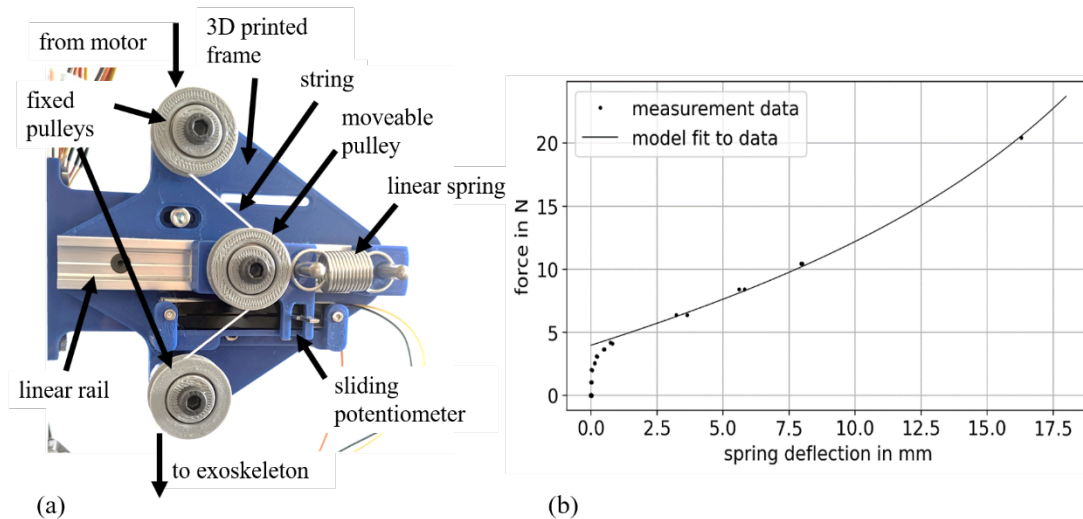 from motor
3D printed
frame
string
fixed
pulleys
moveable
pulley
linear spring
linear rail
sliding
potentiometer
to exoskeleton
(a)
measurement data
model fit to data
force in N
20
15
10
5
0
0.0 2.5 5.0 7.5 10.0 12.5 15.0 17.5
spring deflection in mm
(b)